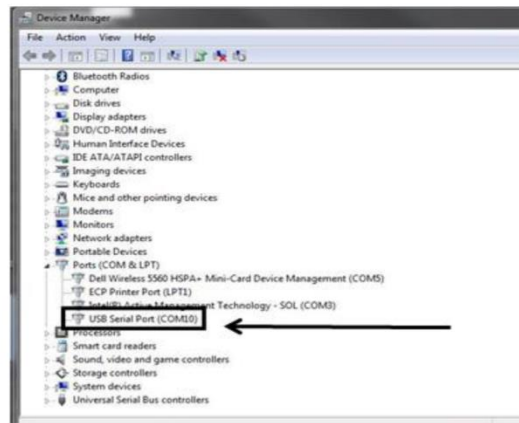 Device Manager
File Action View Help
Bluetooth Radios
Computer
Disk drives
Display adapters
DVD/CD-ROM drives
Human Interface Devices
IDE ATA/ATAPI controllers
Imaging devices
Keyboards
Mice and other pointing devices
Modems
Monitors
Network adapters
Portable Devices
Ports (COM & LPT)
Dell Wireless 5560 HSPA+ Mini-Card Device Management (COM5)
ECP Printer Port (LPT1)
Intel(R) Active Management Technology - SOL (COM3)
USB Serial Port (COM10)
Processors
Smart card readers
Sound, video and game controllers
Storage controllers
System devices
Universal Serial Bus controllers